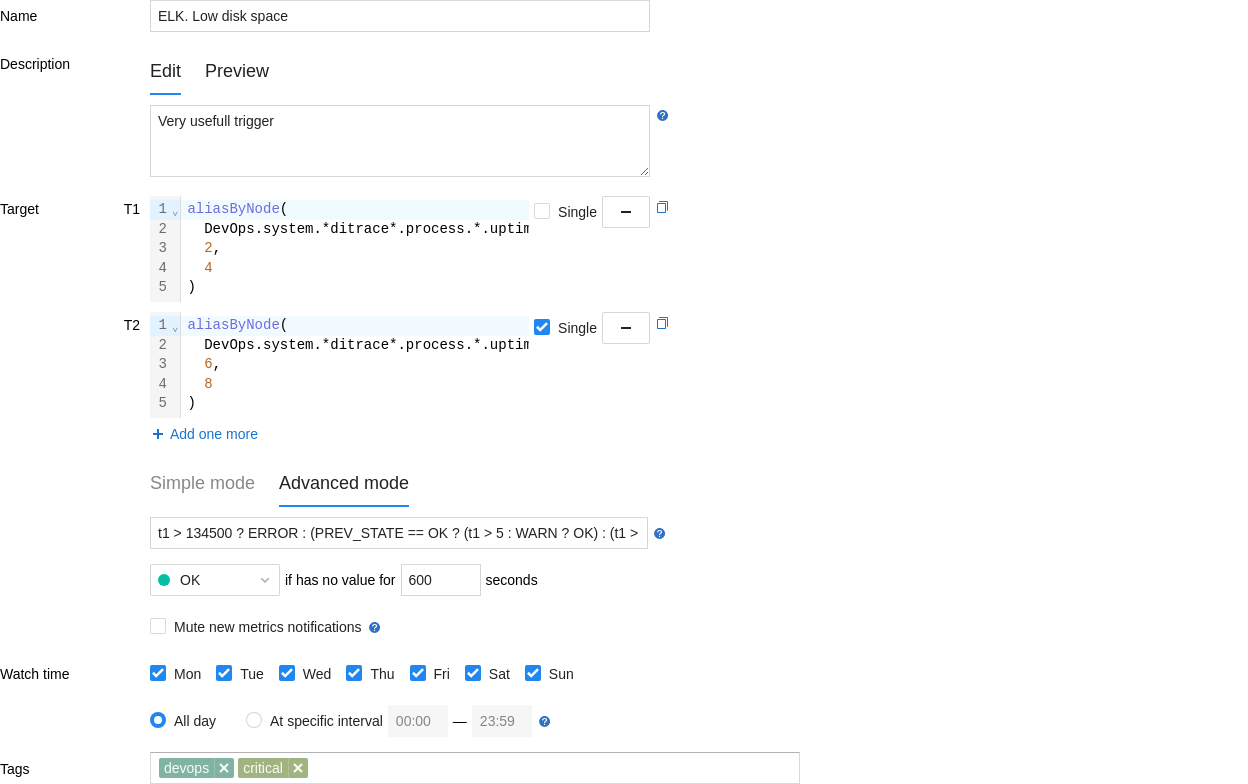 Name ELK. Low disk space
Description Edit Preview
Very usefull trigger
Target T1 1 aliasByNode( Single
2 DevOps.system.*ditrace*.process.*.uptim
3 2,
4 4
5 )
T2 1 aliasByNode( Single
2 DevOps.system.*ditrace*.process.*.uptim
3 6,
4 8
5 )
+ Add one more
Simple mode Advanced mode
t1 > 134500 ? ERROR : (PREV_STATE == OK ? (t1 > 5 : WARN ? OK) : (t1 >
OK if has no value for 600 seconds
Mute new metrics notifications
Watch time Mon Tue Wed Thu Fri Sat Sun
All day At specific interval 00:00 — 23:59
Tags devops critical